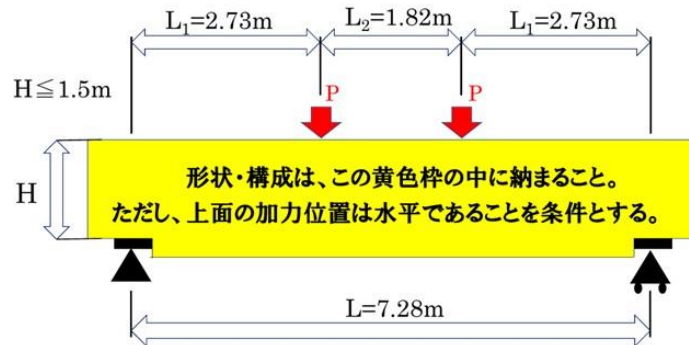 L₁=2.73m L₂=1.82m L₁=2.73m
H≦1.5m
P P
H
形状・構成は、この黄色枠の中に納まること。
ただし、上面の加力位置は水平であることを条件とする。
L=7.28m